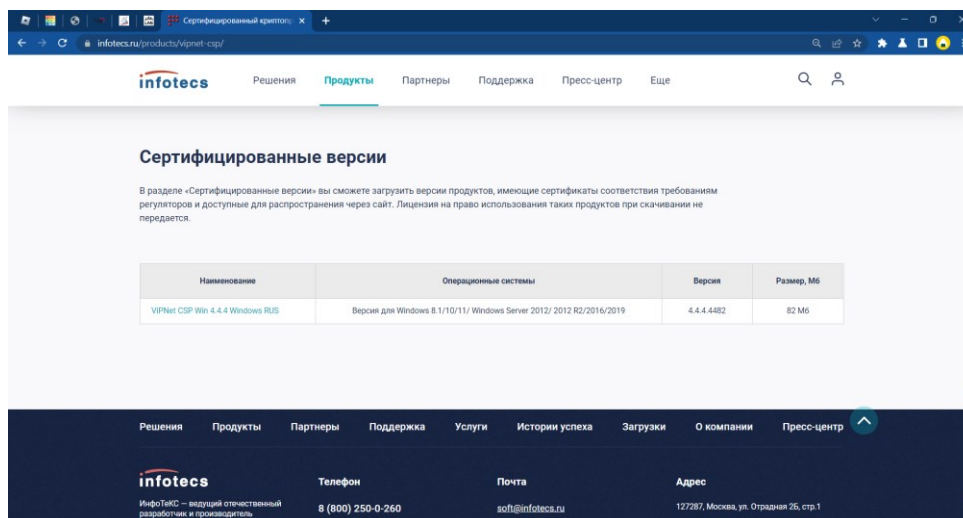 Сертифицированный криптопр
infotecs.ru/products/vipnet-csp/
infotecs
Решения Продукты Партнеры Поддержка Пресс-центр Еще
Сертифицированные версии
В разделе «Сертифицированные версии» вы сможете загрузить версии продуктов, имеющие сертификаты соответствия требованиям
регуляторов и доступные для распространения через сайт. Лицензия на право использования таких продуктов при скачивании не
передается.
Наименование Операционные системы Версия Размер, Мб
ViPNet CSP Win 4.4.4 Windows RUS Версия для Windows 8.1/10/11/ Windows Server 2012/ 2012 R2/2016/2019 4.4.4.4482 82 Мб
Решения Продукты Партнеры Поддержка Услуги Истории успеха Загрузки О компании Пресс-центр
infotecs Телефон Почта Адрес
ИнфоТеКС — ведущий отечественный 8 (800) 250-0-260 soft@infotecs.ru 127287, Москва, ул. Отрадная 2Б, стр.1
разработчик и производитель